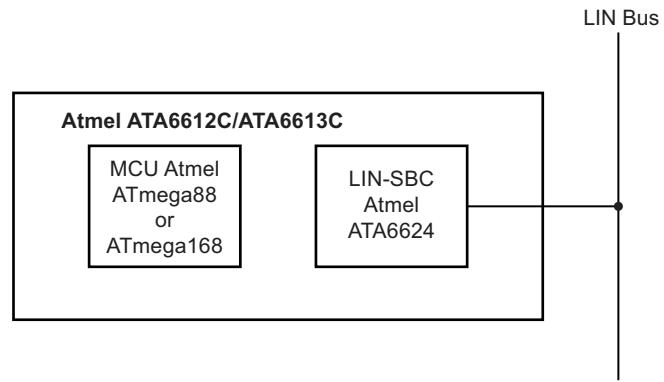 LIN Bus
Atmel ATA6612C/ATA6613C
MCU Atmel
ATmega88
or
ATmega168
LIN-SBC
Atmel
ATA6624